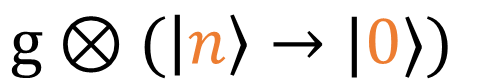 g ⊗ (|n⟩ → |0⟩)